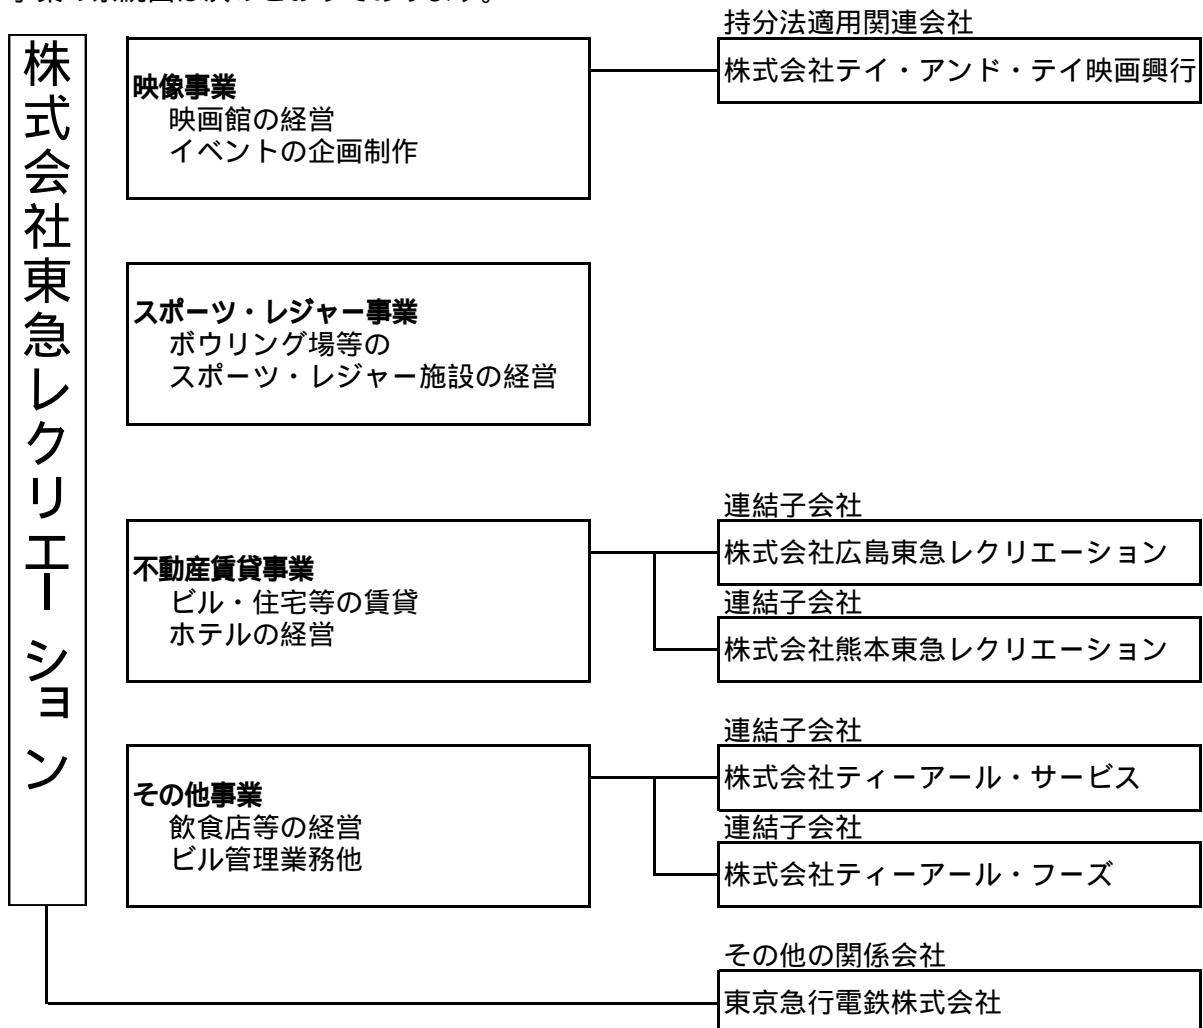 株式会社東急レクリエーション
映像事業
映画館の経営
イベントの企画制作
持分法適用関連会社
株式会社テイ・アンド・テイ映画興行
スポーツ・レジャー事業
ボウリング場等の
スポーツ・レジャー施設の経営
不動産賃貸事業
ビル・住宅等の賃貸
ホテルの経営
連結子会社
株式会社広島東急レクリエーション
連結子会社
株式会社熊本東急レクリエーション
その他事業
飲食店等の経営
ビル管理業務他
連結子会社
株式会社ティーアール・サービス
連結子会社
株式会社ティーアール・フーズ
その他の関係会社
東京急行電鉄株式会社